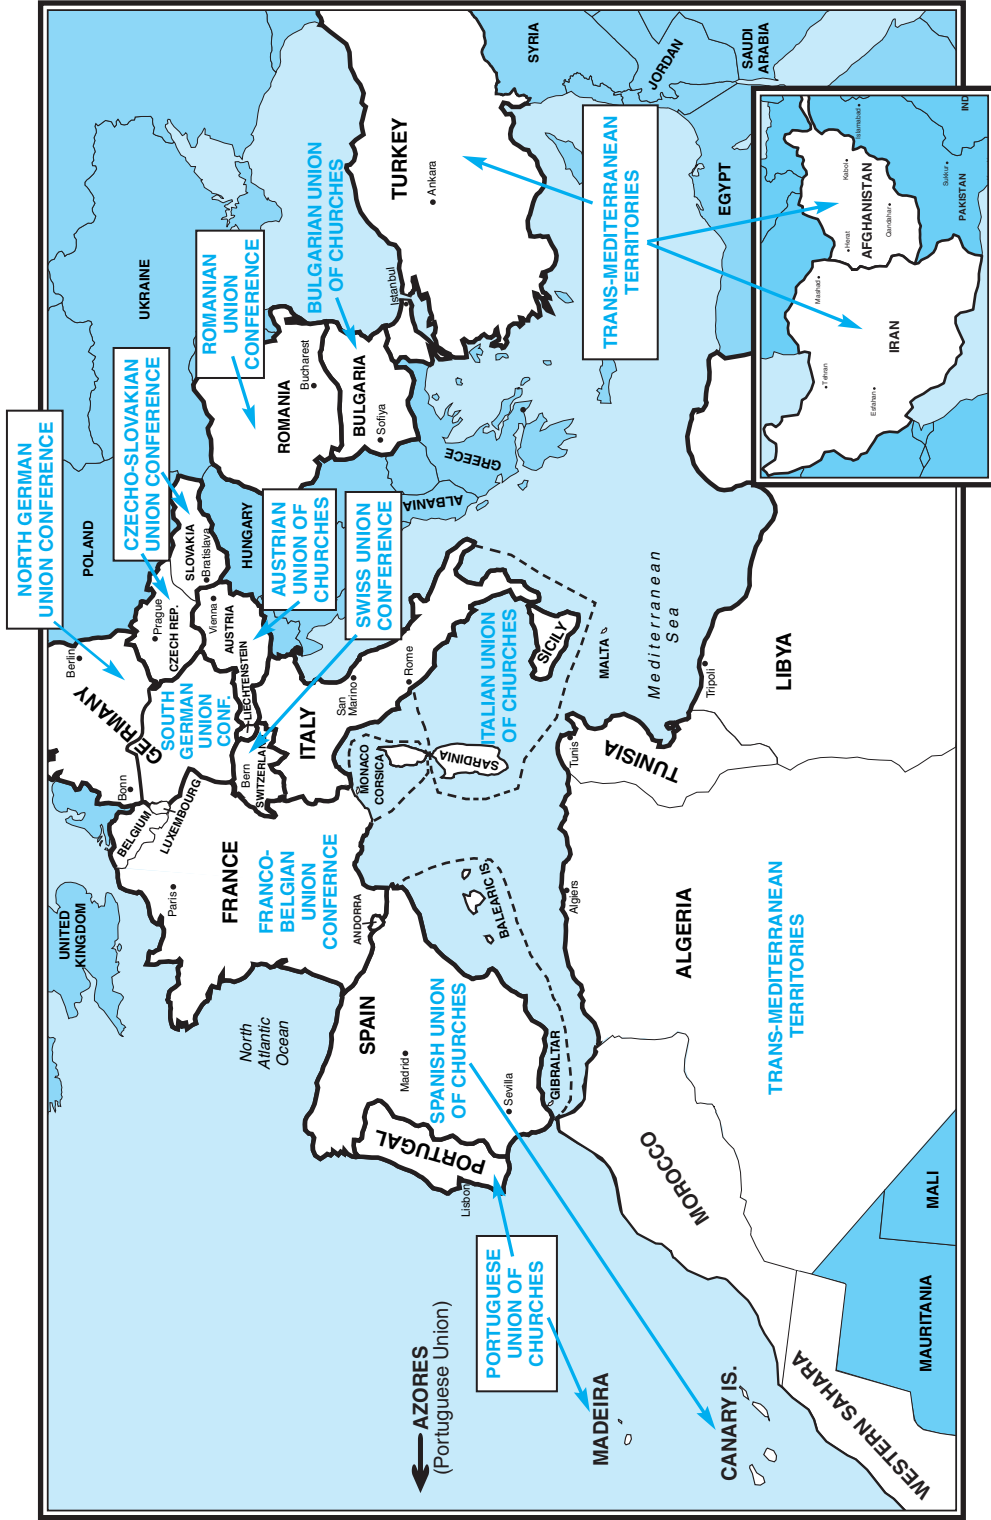 NORTH GERMAN
UNION CONFERENCE
CZECHO-SLOVAKIAN
UNION CONFERENCE
ROMANIAN
UNION
CONFERENCE
BULGARIAN UNION
OF CHURCHES
AUSTRIAN
UNION OF
CHURCHES
SWISS UNION
CONFERENCE
TRANS-MEDITERRANEAN
TERRITORIES
UNITED
KINGDOM
POLAND
UKRAINE
Berlin
GERMANY
Bonn
SOUTH
GERMAN
UNION
CONF.
Prague
CZECH REP.
SLOVAKIA
Bratislava
Vienna
AUSTRIA
LIECHTENSTEIN
HUNGARY
Bern
SWITZERLA
BELGIUM
LUXEMBOURG
Paris
FRANCE
FRANCO-
BELGIAN
UNION
CONFERNCE
ANDORRA
MONACO
CORSICA
SARDINIA
ITALY
San
Marino
Rome
ITALIAN UNION
OF CHURCHES
SICILY
MALTA
ROMANIA
Bucharest
BULGARIA
Sofiya
ALBANIA
GREECE
Istanbul
TURKEY
Ankara
SYRIA
JORDAN
SAUDI
ARABIA
EGYPT
North
Atlantic
Ocean
SPAIN
Madrid
SPANISH UNION
OF CHURCHES
Sevilla
GIBRALTAR
BALEARIC IS.
PORTUGAL
Lisbon
PORTUGUESE
UNION OF
CHURCHES
AZORES
(Portuguese Union)
MADEIRA
CANARY IS.
Mediterranean
Sea
Tunis
TUNISIA
Tripoli
LIBYA
Algiers
ALGERIA
TRANS-MEDITERRANEAN
TERRITORIES
MOROCCO
WESTERN SAHARA
MAURITANIA
MALI
Tehran
Mashad
Esfahan
IRAN
Herat
Kabol
Qandahar
AFGHANISTAN
Islamabad
Sukkur
PAKISTAN
IND